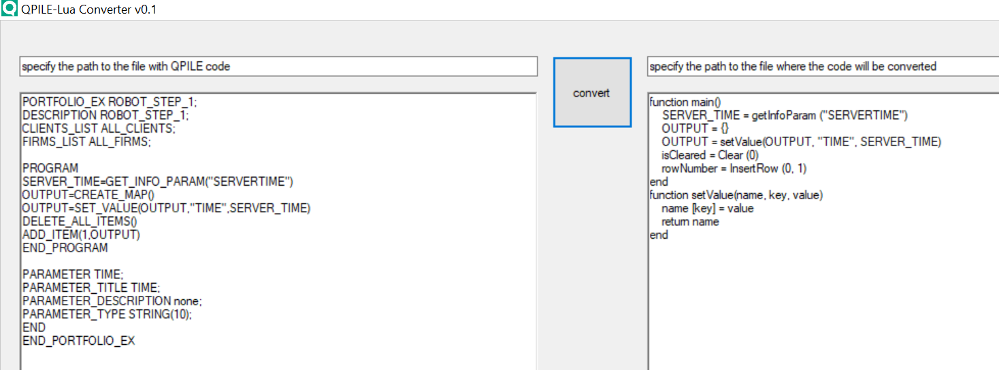 QPILE-Lua Converter v0.1
specify the path to the file with QPILE code
convert
specify the path to the file where the code will be converted
PORTFOLIO_EX ROBOT_STEP_1;
DESCRIPTION ROBOT_STEP_1;
CLIENTS_LIST ALL_CLIENTS;
FIRMS_LIST ALL_FIRMS;
PROGRAM
SERVER_TIME=GET_INFO_PARAM("SERVERTIME")
OUTPUT=CREATE_MAP()
OUTPUT=SET_VALUE(OUTPUT,"TIME",SERVER_TIME)
DELETE_ALL_ITEMS()
ADD_ITEM(1,OUTPUT)
END_PROGRAM
PARAMETER TIME;
PARAMETER_TITLE TIME;
PARAMETER_DESCRIPTION none;
PARAMETER_TYPE STRING(10);
END
END_PORTFOLIO_EX
function main()
SERVER_TIME = getInfoParam ("SERVERTIME")
OUTPUT = {}
OUTPUT = setValue(OUTPUT, "TIME", SERVER_TIME)
isCleared = Clear (0)
rowNumber = InsertRow (0, 1)
end
function setValue(name, key, value)
name [key] = value
return name
end